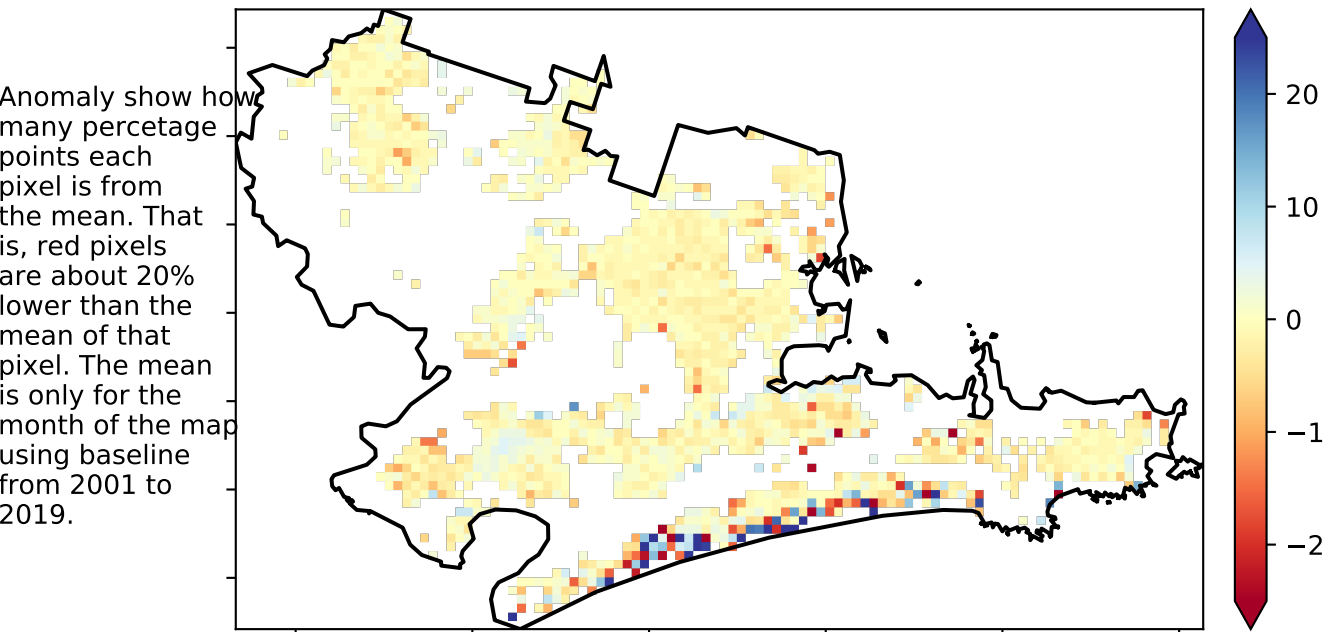 Anomaly show how
many percetage
points each
pixel is from
the mean. That
is, red pixels
are about 20%
lower than the
mean of that
pixel. The mean
is only for the
month of the map
using baseline
from 2001 to
2019.
20
10
0
−1
−2